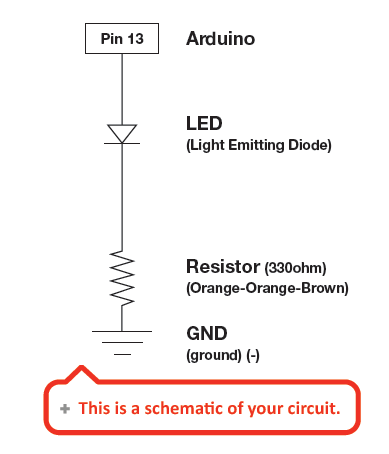 Pin 13
Arduino
LED
(Light Emitting Diode)
Resistor (330ohm)
(Orange-Orange-Brown)
GND
(ground) (-)
+ This is a schematic of your circuit.